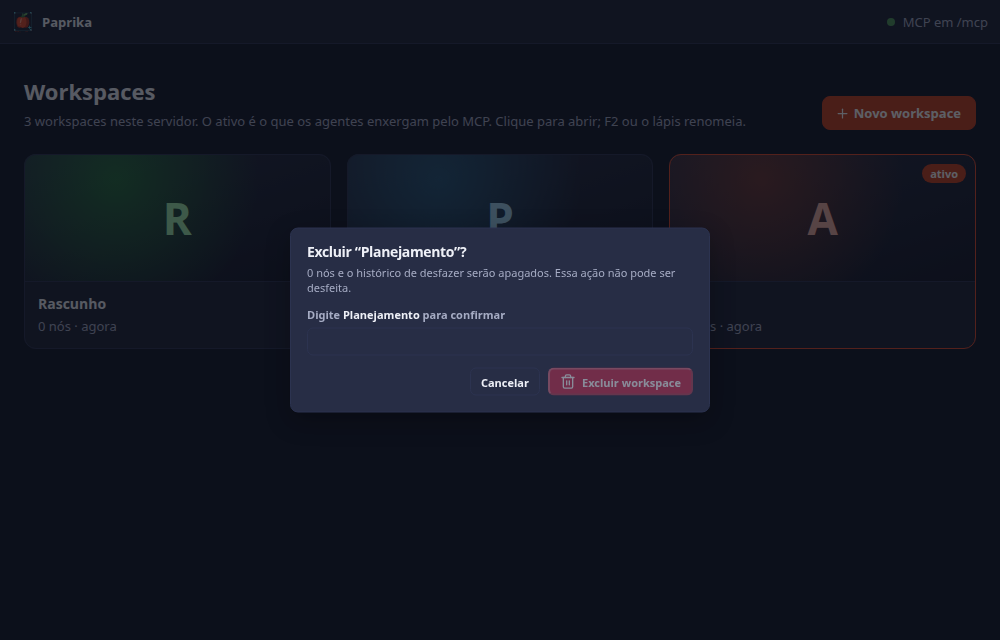 Paprika
MCP em /mcp
Workspaces
3 workspaces neste servidor. O ativo é o que os agentes enxergam pelo MCP. Clique para abrir; F2 ou o lápis renomeia.
+ Novo workspace
R
P
ativo
A
Excluir “Planejamento”?
0 nós e o histórico de desfazer serão apagados. Essa ação não pode ser
desfeita.
Digite Planejamento para confirmar
Cancelar
Excluir workspace
Rascunho
0 nós · agora
· agora